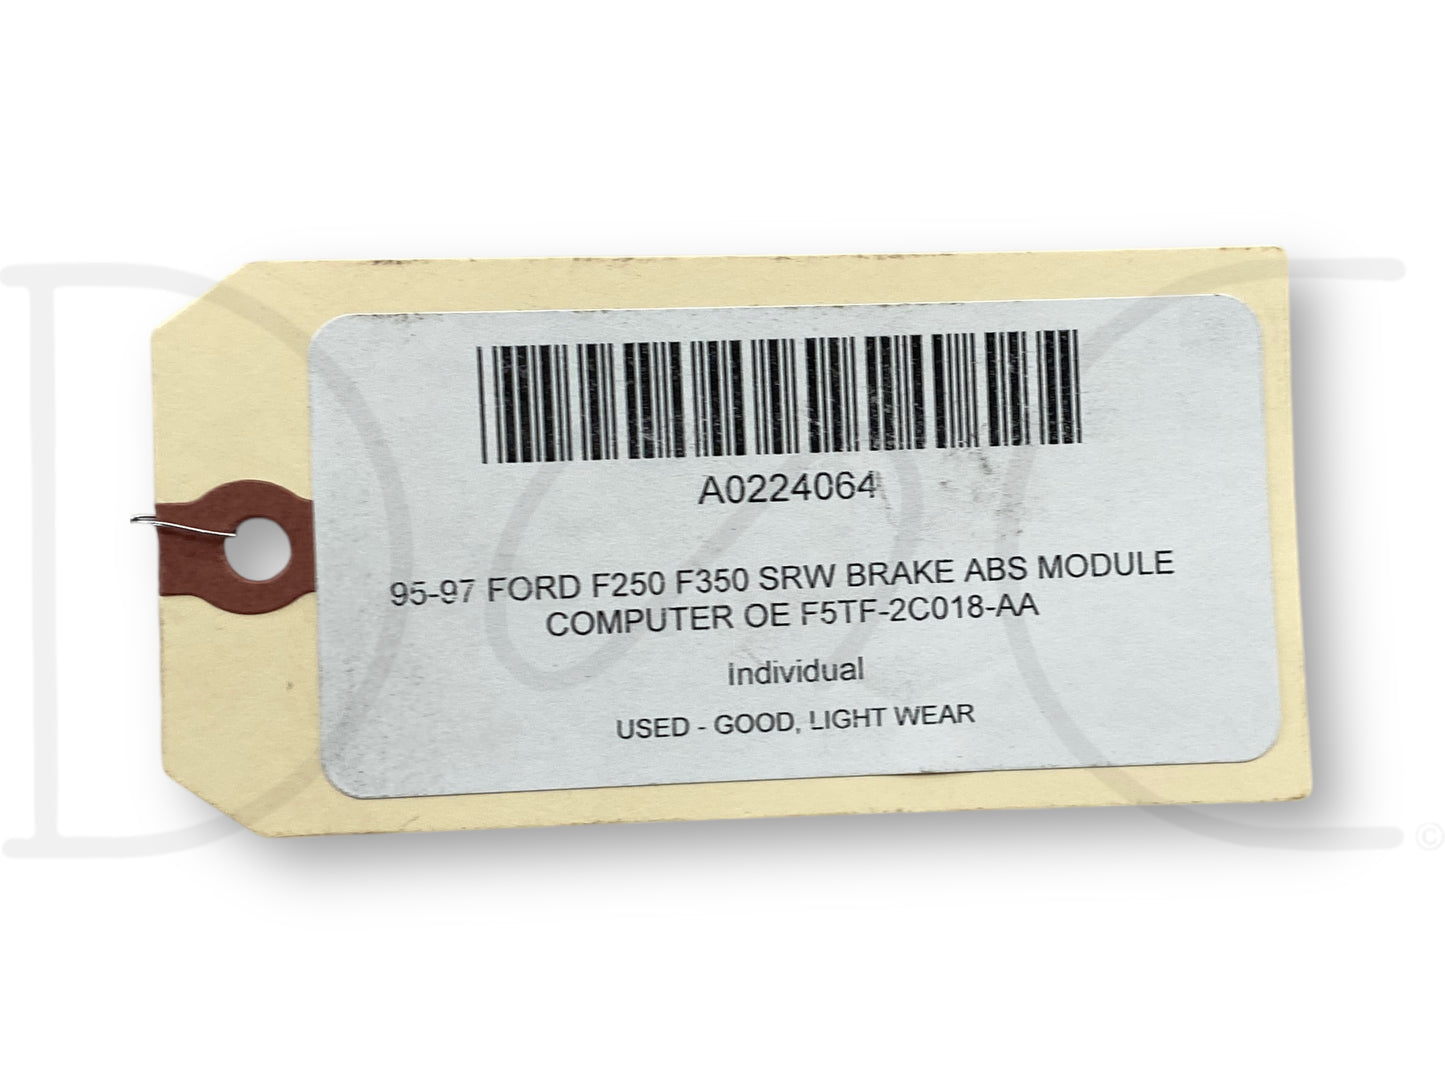 A0224064
95-97 FORD F250 F350 SRW BRAKE ABS MODULE
COMPUTER OE F5TF-2C018-AA
Individual
USED - GOOD, LIGHT WEAR
©